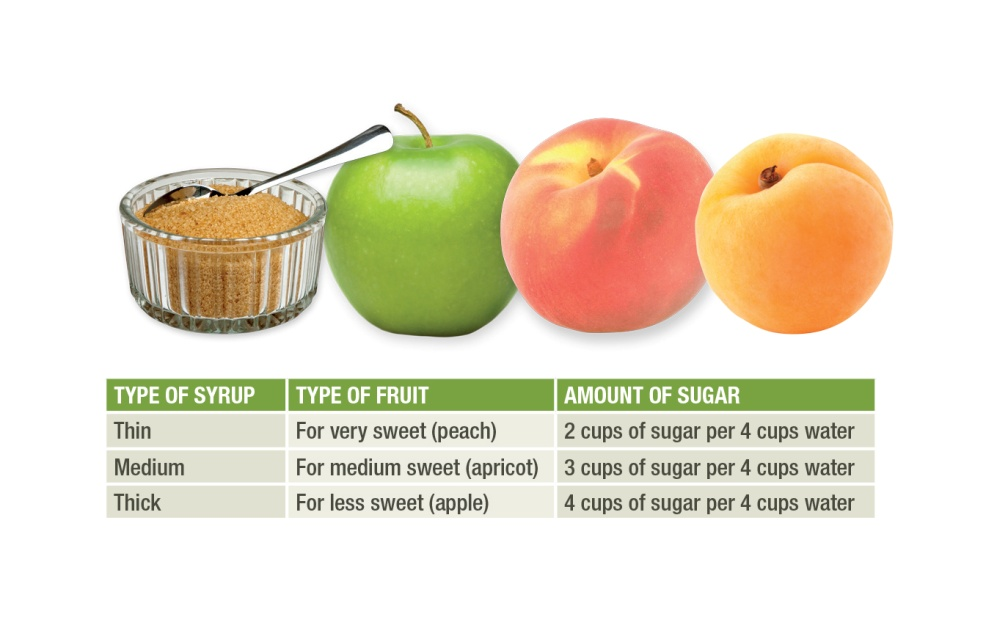 TYPE OF SYRUP TYPE OF FRUIT AMOUNT OF SUGAR
Thin For very sweet (peach) 2 cups of sugar per 4 cups water
Medium For medium sweet (apricot) 3 cups of sugar per 4 cups water
Thick For less sweet (apple) 4 cups of sugar per 4 cups water